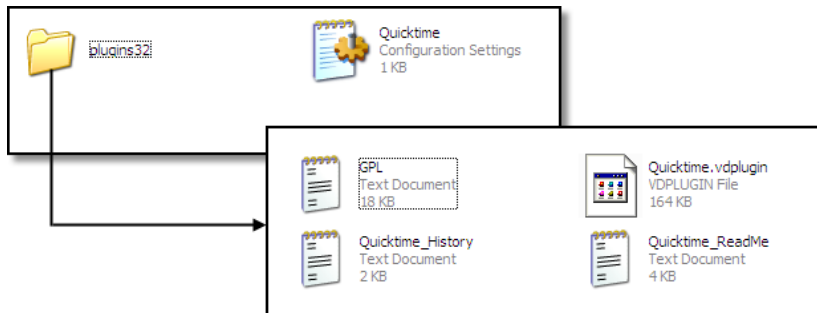 plugins32
Quicktime
Configuration Settings
1 KB
GPL
Text Document
18 KB
Quicktime.vdplugin
VDPLUGIN File
164 KB
Quicktime_History
Text Document
2 KB
Quicktime_ReadMe
Text Document
4 KB